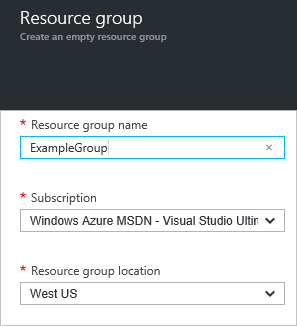 Resource group
Create an empty resource group
* Resource group name
ExampleGroup ×
* Subscription
Windows Azure MSDN - Visual Studio Ultin
* Resource group location
West US